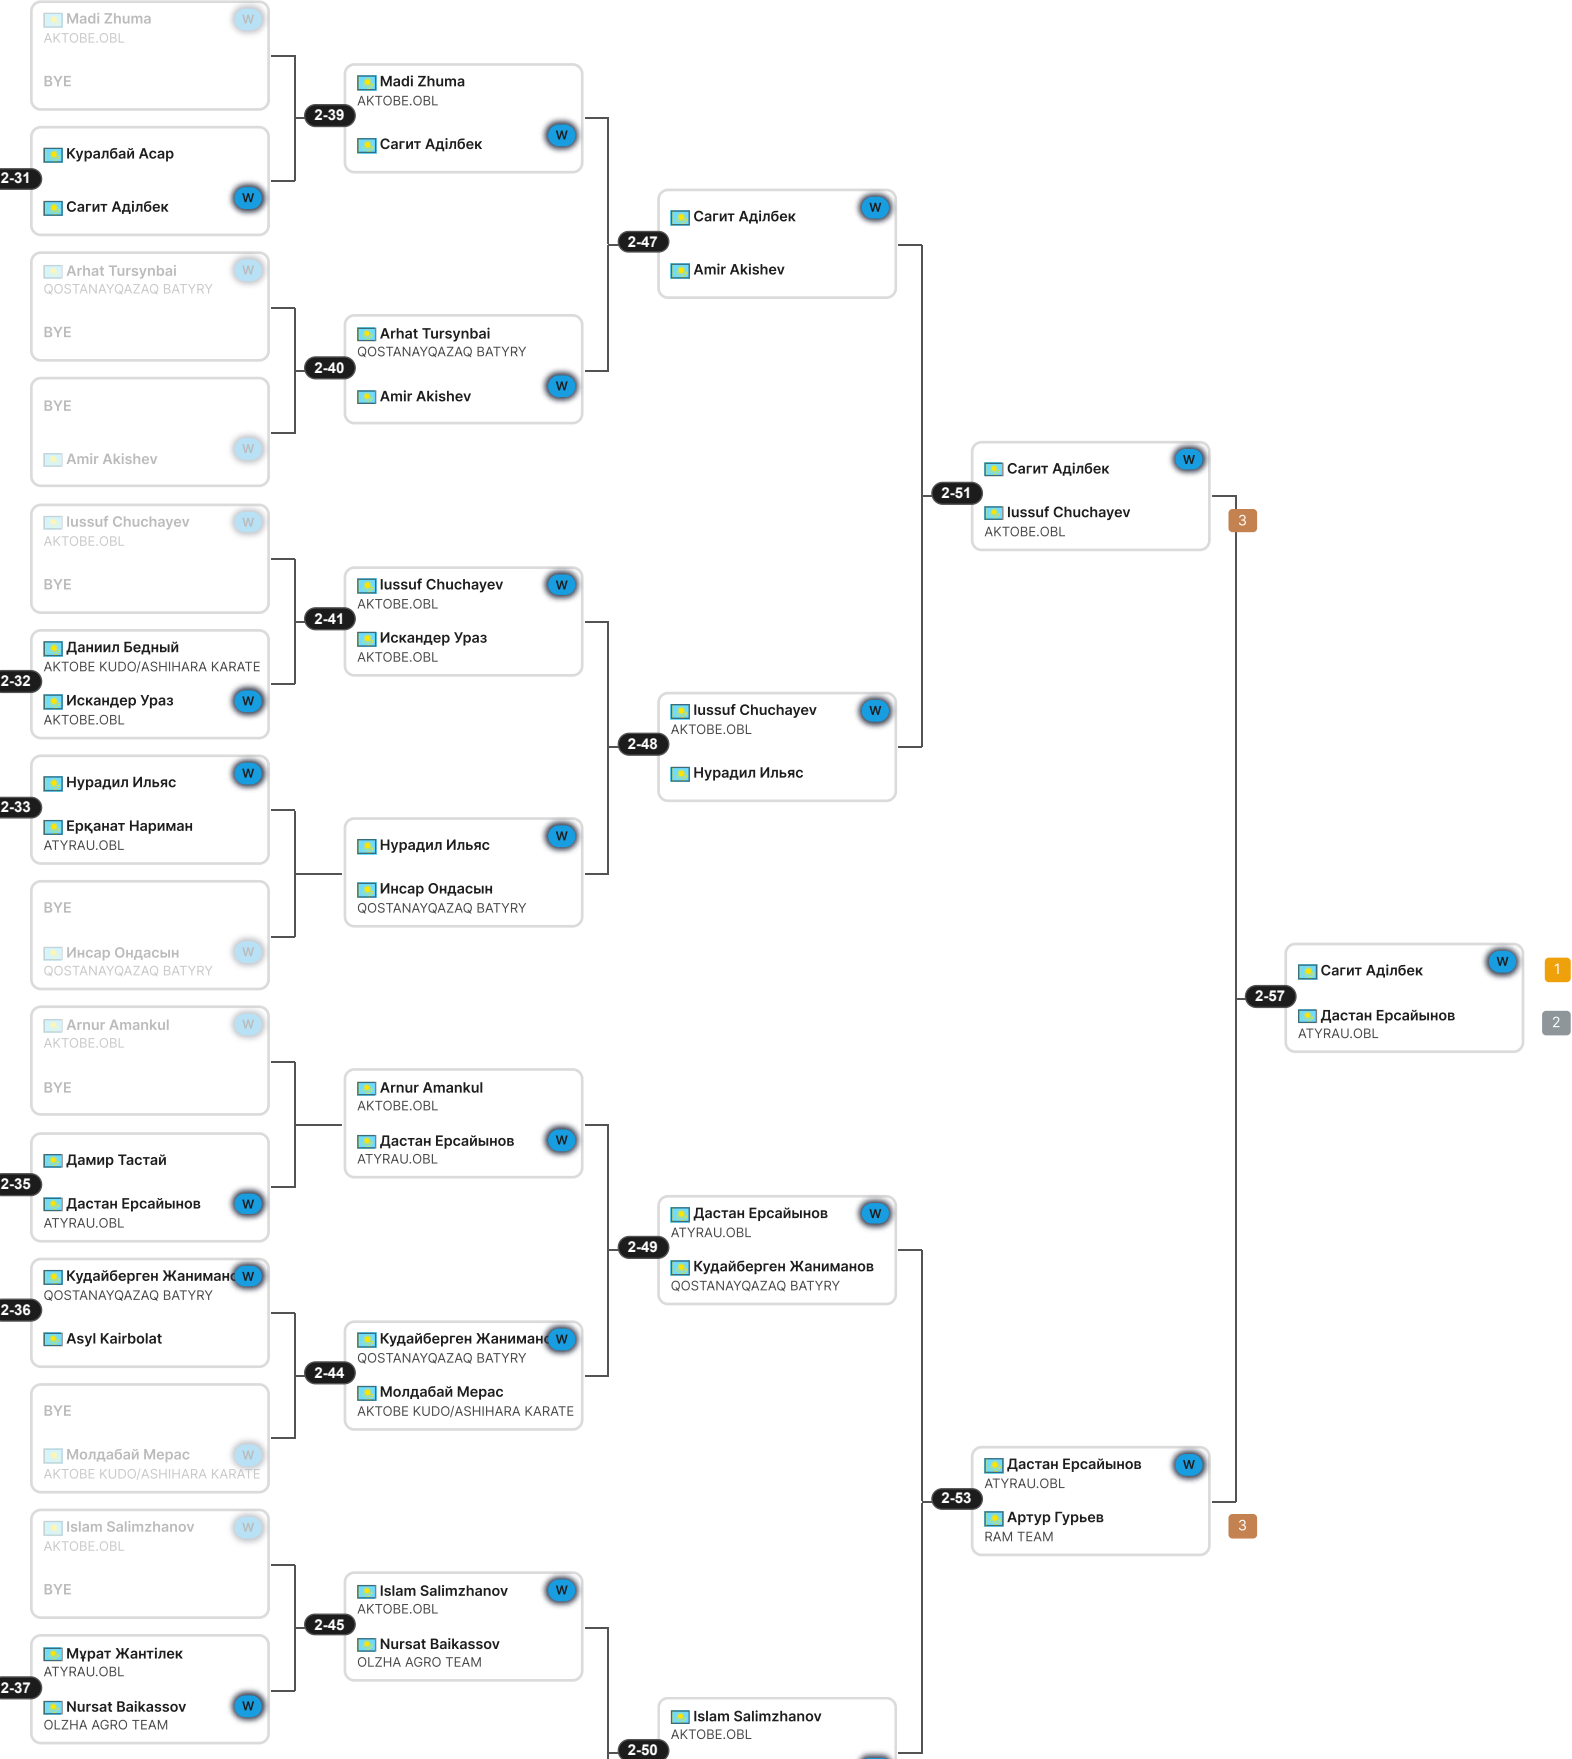 Madi Zhuma
W
AKTOBE.OBL
BYE
2-31
Куралбай Асар
Сагит Аділбек
W
Arhat Tursynbai
W
QOSTANAYQAZAQ BATYRY
BYE
BYE
Amir Akishev
W
Iussuf Chuchayev
W
AKTOBE.OBL
BYE
2-32
Даниил Бедный
AKTOBE KUDO/ASHIHARA KARATE
Искандер Ураз
W
AKTOBE.OBL
2-33
Нурадил Ильяс
W
Ерқанат Нариман
ATYRAU.OBL
BYE
Инсар Ондасын
W
QOSTANAYQAZAQ BATYRY
Arnur Amankul
W
AKTOBE.OBL
BYE
2-35
Дамир Тастай
Дастан Ерсайынов
W
ATYRAU.OBL
2-36
Кудайберген Жаниман
W
QOSTANAYQAZAQ BATYRY
Asyl Kairbolat
BYE
Молдабай Мерас
W
AKTOBE KUDO/ASHIHARA KARATE
Islam Salimzhanov
W
AKTOBE.OBL
BYE
2-37
Мұрат Жантілек
ATYRAU.OBL
Nursat Baikassov
W
OLZHA AGRO TEAM
2-39
Madi Zhuma
AKTOBE.OBL
Сагит Аділбек
W
2-40
Arhat Tursynbai
QOSTANAYQAZAQ BATYRY
Amir Akishev
W
2-41
Iussuf Chuchayev
W
AKTOBE.OBL
Искандер Ураз
AKTOBE.OBL
Нурадил Ильяс
W
Инсар Ондасын
QOSTANAYQAZAQ BATYRY
Arnur Amankul
AKTOBE.OBL
Дастан Ерсайынов
W
ATYRAU.OBL
2-44
Кудайберген Жаниман
W
QOSTANAYQAZAQ BATYRY
Молдабай Мерас
AKTOBE KUDO/ASHIHARA KARATE
2-45
Islam Salimzhanov
W
AKTOBE.OBL
Nursat Baikassov
OLZHA AGRO TEAM
2-47
Сагит Аділбек
W
Amir Akishev
2-48
Iussuf Chuchayev
W
AKTOBE.OBL
Нурадил Ильяс
2-49
Дастан Ерсайынов
W
ATYRAU.OBL
Кудайберген Жаниманов
QOSTANAYQAZAQ BATYRY
2-50
Islam Salimzhanov
AKTOBE.OBL
2-51
Сагит Аділбек
W
Iussuf Chuchayev
AKTOBE.OBL
3
2-53
Дастан Ерсайынов
W
ATYRAU.OBL
Артур Гурьев
RAM TEAM
3
2-57
Сагит Аділбек
W
1
Дастан Ерсайынов
ATYRAU.OBL
2